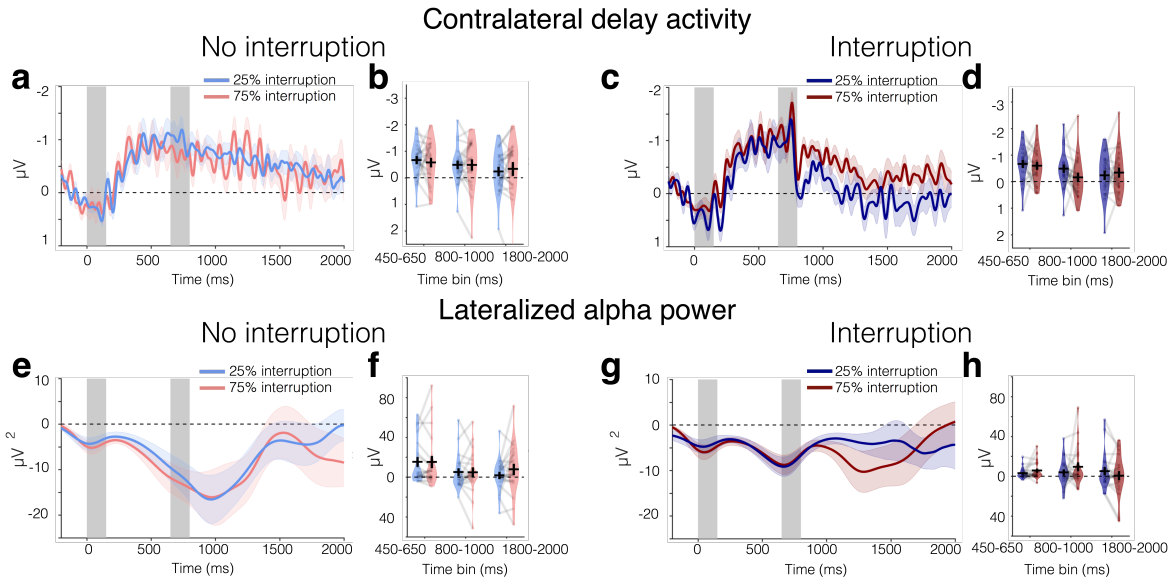 Contralateral delay activity
No interruption
Interruption
a
25% interruption
75% interruption
b
c
25% interruption
75% interruption
d
-2
-1
0
1
µV
0
500
1000
1500
2000
Time (ms)
-3
-2
-1
0
1
2
µV
450-650
800-1000
1800-2000
Time bin (ms)
-2
-1
0
1
µV
0
500
1000
1500
2000
Time (ms)
-3
-2
-1
0
1
2
µV
450-650
800-1000
1800-2000
Time bin (ms)
Lateralized alpha power
No interruption
Interruption
e
25% interruption
75% interruption
f
g
25% interruption
75% interruption
h
10
0
-10
-20
µV 2
0
500
1000
1500
2000
Time (ms)
80
40
0
40
µV
450-650
800-1000
1800-2000
Time bin (ms)
10
0
-10
-20
µV 2
0
500
1000
1500
2000
Time (ms)
80
40
0
40
µV
450-650
800-1000
1800-2000
Time bin (ms)